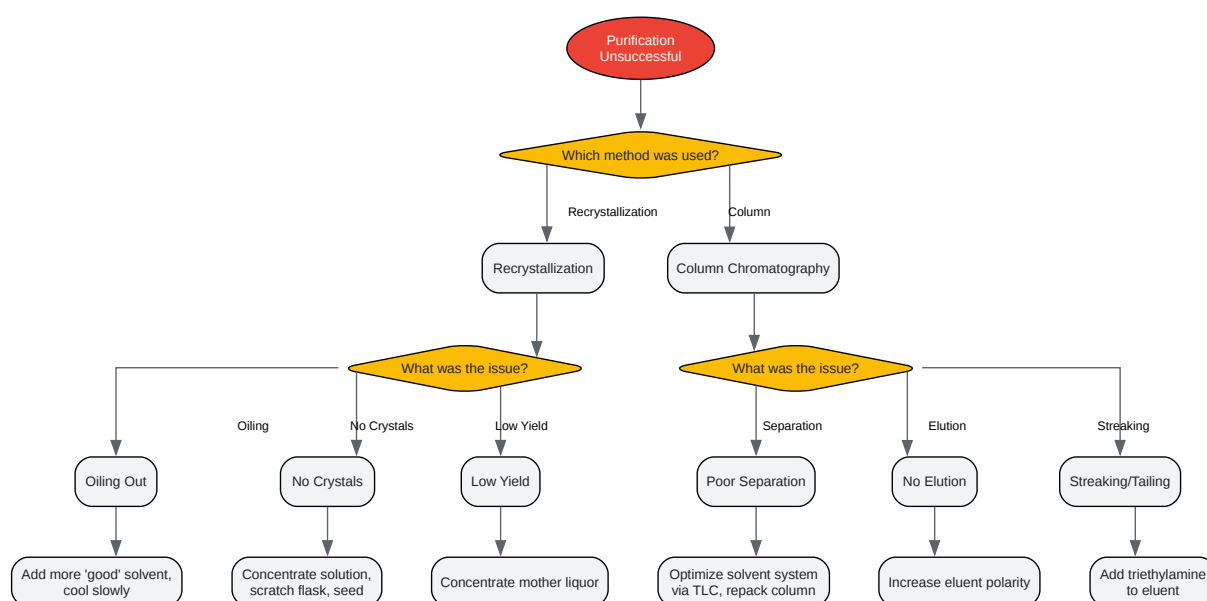 Purification
Unsuccessful
Which method was used?
Recrystallization
Column
Recrystallization
Column Chromatography
What was the issue?
What was the issue?
Oiling
No Crystals
Low Yield
Separation
Elution
Streaking
Oiling Out
No Crystals
Low Yield
Poor Separation
No Elution
Streaking/Tailing
Add more 'good' solvent,
cool slowly
Concentrate solution,
scratch flask, seed
Concentrate mother liquor
Optimize solvent system
via TLC, repack column
Increase eluent polarity
Add triethylamine
to eluent